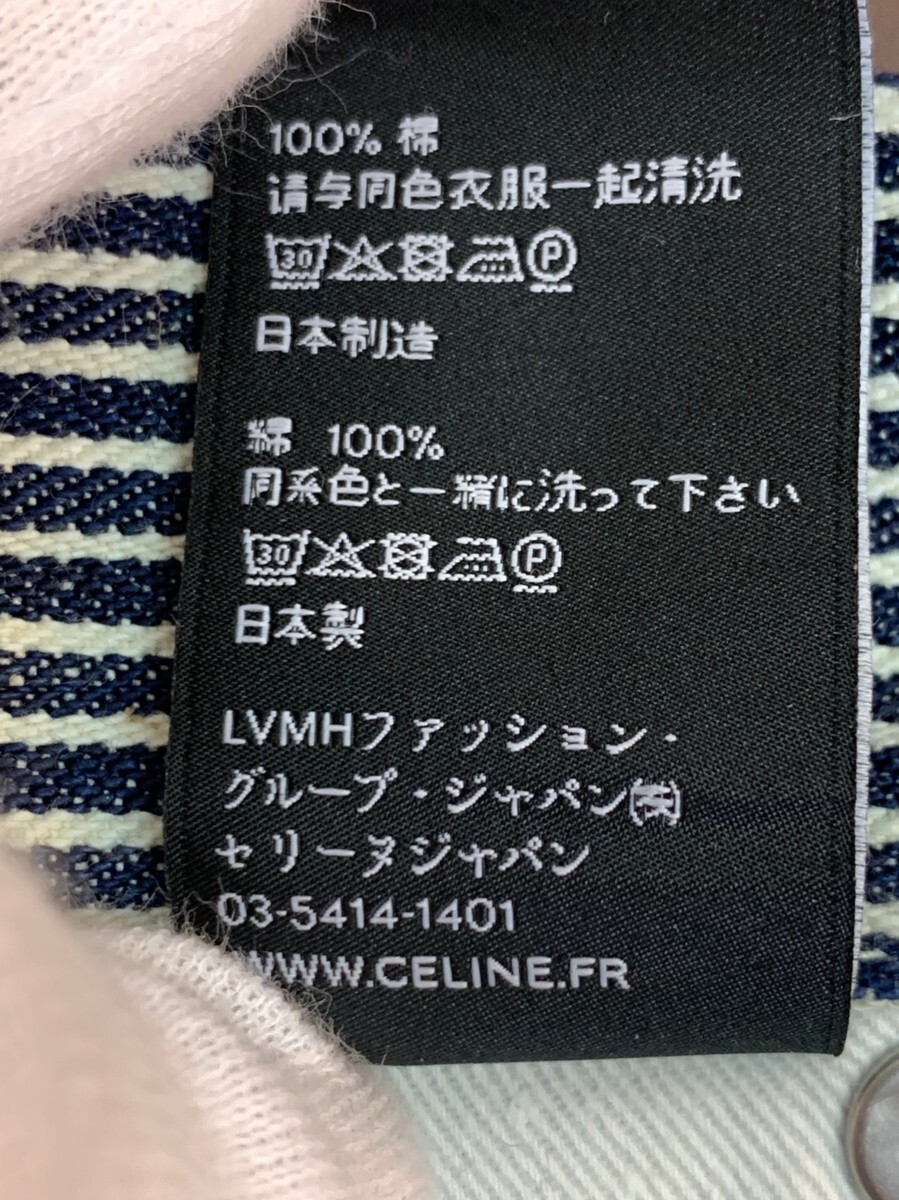 100% 棉
请与同色衣服一起清洗
30 P
日本制造
綿 100%
同系色と一緒に洗って下さい
30 P
日本製
LVMHファッション・
グループ・ジャパン㈱
セリーヌジャパン
03-5414-1401
WWW.CELINE.FR